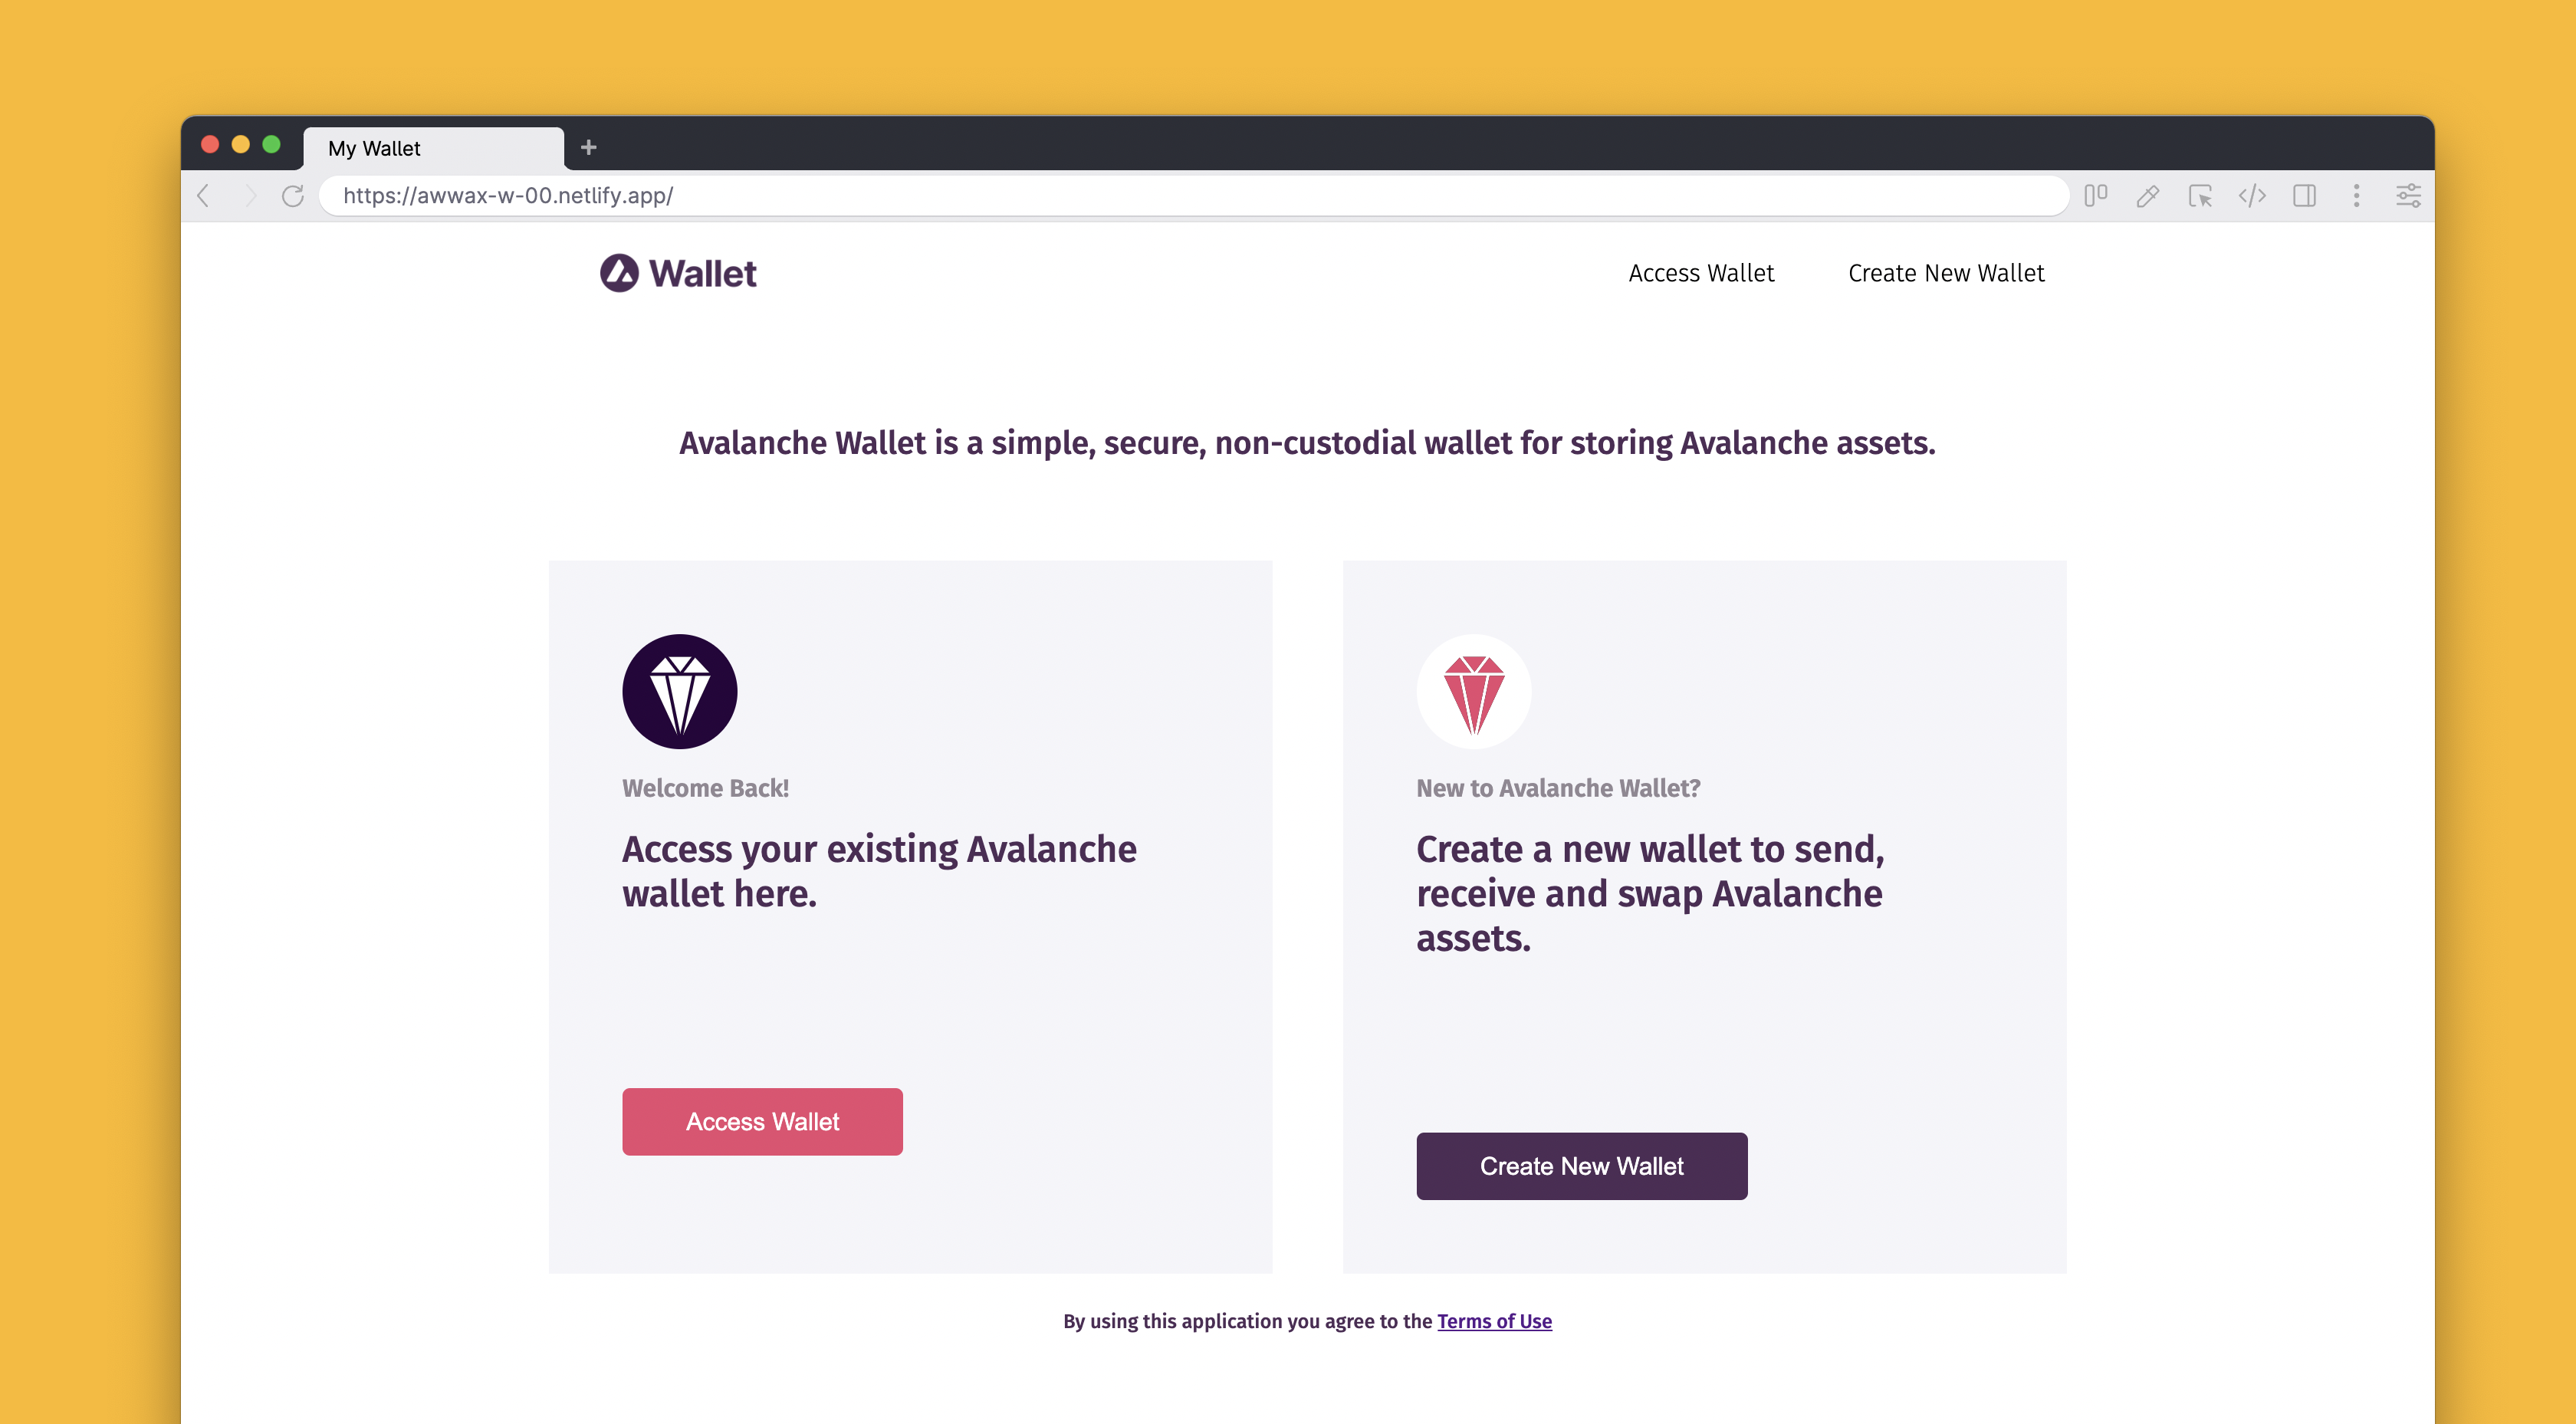 My Wallet
https://awwax-w-00.netlify.app/
Wallet
Access Wallet
Create New Wallet
Avalanche Wallet is a simple, secure, non-custodial wallet for storing Avalanche assets.
Welcome Back!
Access your existing Avalanche
wallet here.
Access Wallet
New to Avalanche Wallet?
Create a new wallet to send,
receive and swap Avalanche
assets.
Create New Wallet
By using this application you agree to the Terms of Use